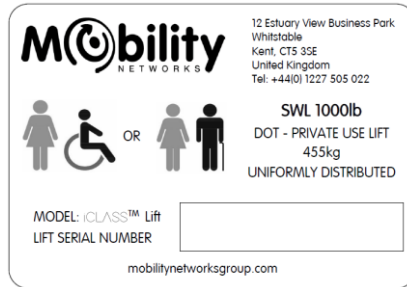 Mobility
NETWORKS
12 Estuary View Business Park
Whitstable
Kent, CT5 3SE
United Kingdom
Tel: +44(0) 1227 505 022
OR
SWL 1000lb
DOT - PRIVATE USE LIFT
455kg
UNIFORMLY DISTRIBUTED
MODEL: iCLASS™ Lift
LIFT SERIAL NUMBER
mobilitynetworksgroup.com